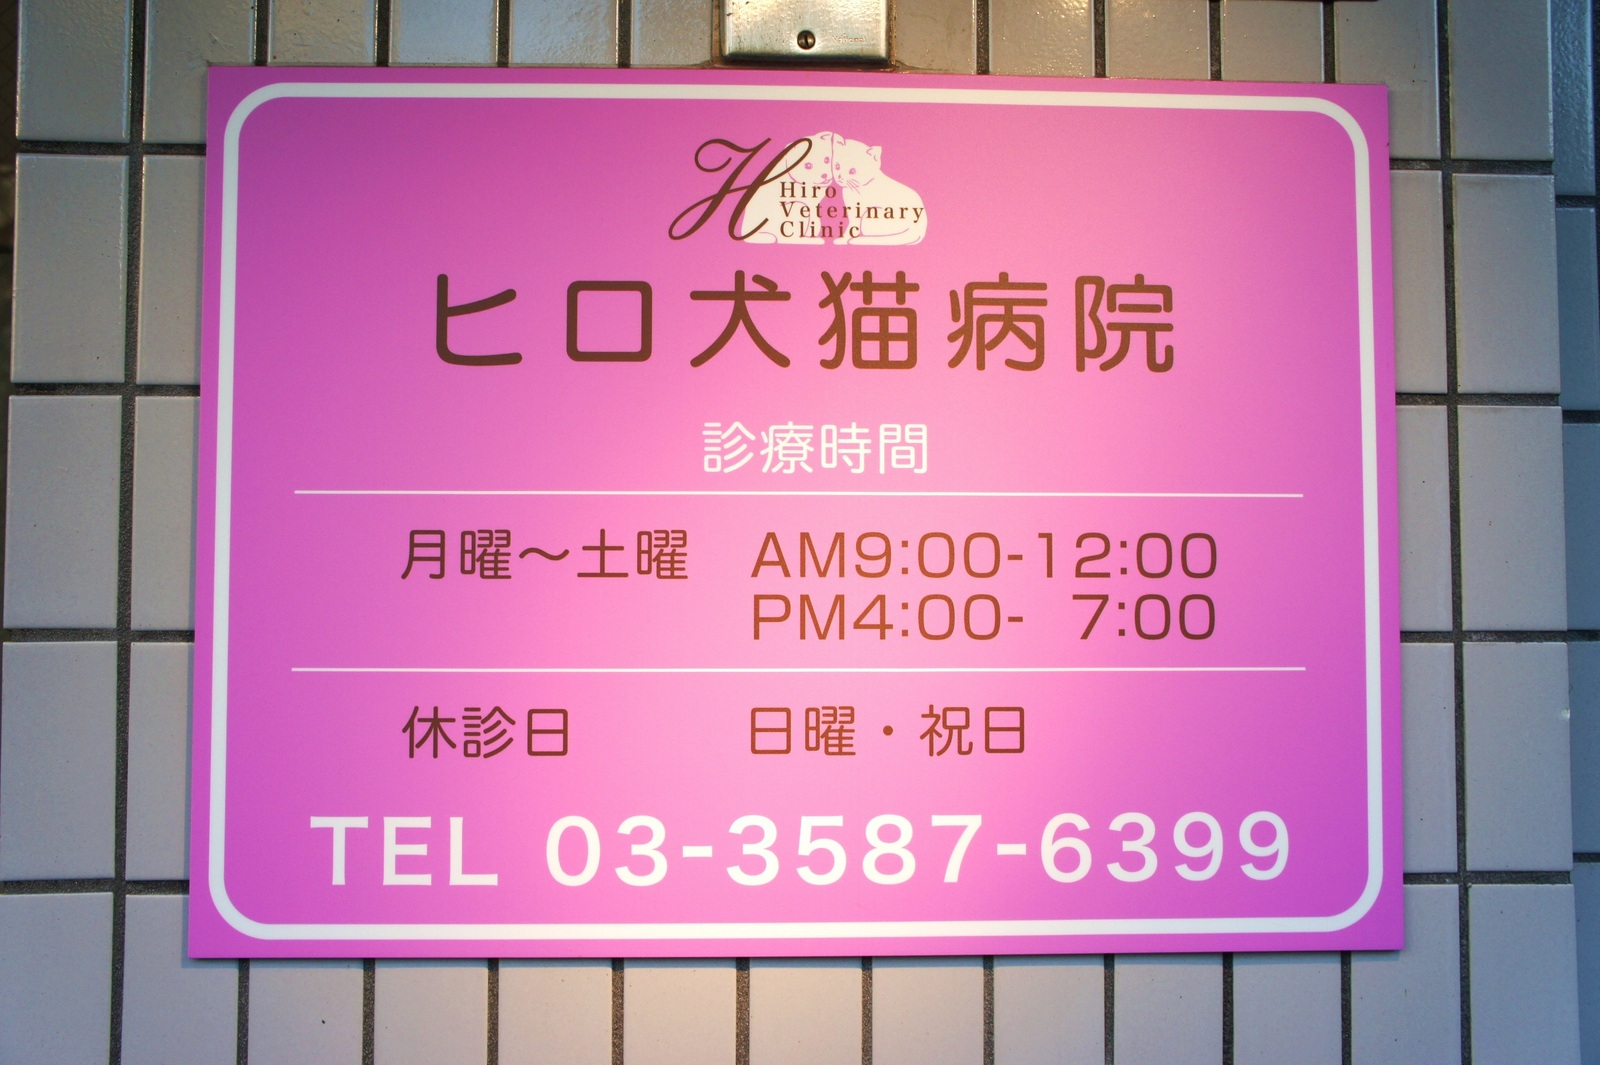 H
Hiro
Veterinary
Clinic
ヒロ犬猫病院
診療時間
月曜～土曜 AM9:00-12:00
PM4:00- 7:00
休診日 日曜・祝日
TEL 03-3587-6399